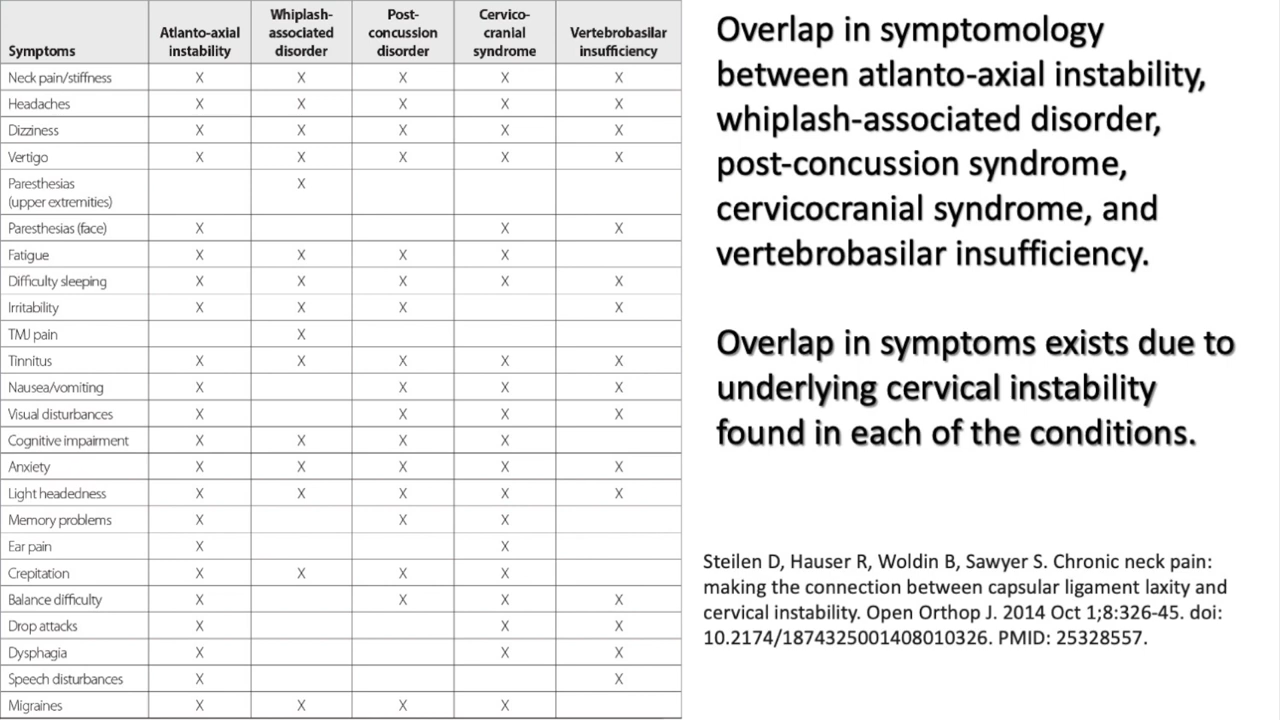 Symptoms Atlanto-axial instability Whiplash-associated disorder Post-concussion disorder Cervico-cranial syndrome Vertebrobasilar insufficiency
Neck pain/stiffness X X X X X
Headaches X X X X X
Dizziness X X X X X
Vertigo X X X X X
Paresthesias X
(upper extremities)
Paresthesias (face) X X X
Fatigue X X X X
Difficulty sleeping X X X X X
Irritability X X X X
TMJ pain X
Tinnitus X X X X X
Nausea/vomiting X X X X
Visual disturbances X X X X
Cognitive impairment X X X X
Anxiety X X X X X
Light headedness X X X X X
Memory problems X X X
Ear pain X X
Crepitation X X X X
Balance difficulty X X X X
Drop attacks X X X
Dysphagia X X X
Speech disturbances X X
Migraines X X X X
Overlap in symptomology
between atlanto-axial instability,
whiplash-associated disorder,
post-concussion syndrome,
cervicocranial syndrome, and
vertebrobasilar insufficiency.
Overlap in symptoms exists due to
underlying cervical instability
found in each of the conditions.
Steilen D, Hauser R, Woldin B, Sawyer S. Chronic neck pain:
making the connection between capsular ligament laxity and
cervical instability. Open Orthop J. 2014 Oct 1;8:326-45. doi:
10.2174/1874325001408010326. PMID: 25328557.